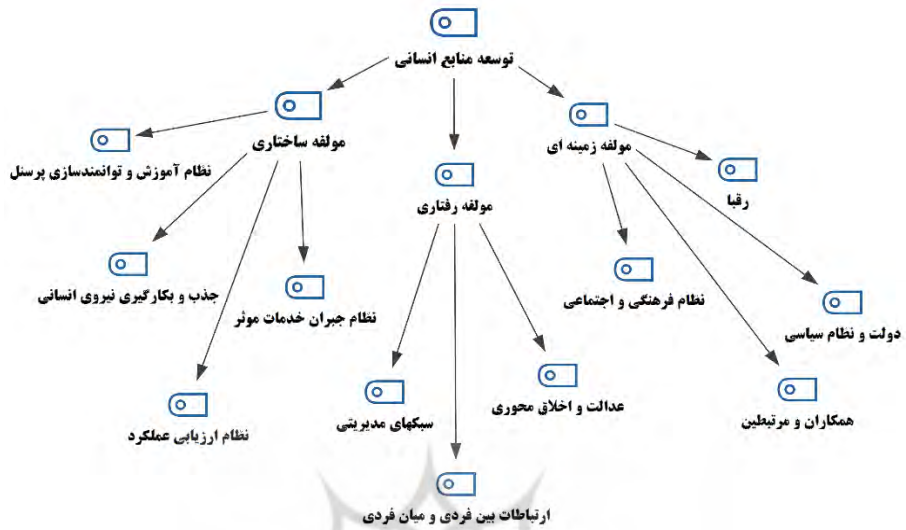 توسعه منابع انسانی
مولفه زمینه ای
مولفه ساختاری
نظام آموزش و توانمندسازی پرسنل
رقبا
مولفه رفتاری
جذب و بکارگیری نیروی انسانی
نظام فرهنگی و اجتماعی
نظام جبران خدمات موثر
دولت و نظام سیاسی
عدالت و اخلاق محوری
سبکهای مدیریتی
همکاران و مرتبطین
نظام ارزیابی عملکرد
ارتباطات بین فردی و میان فردی